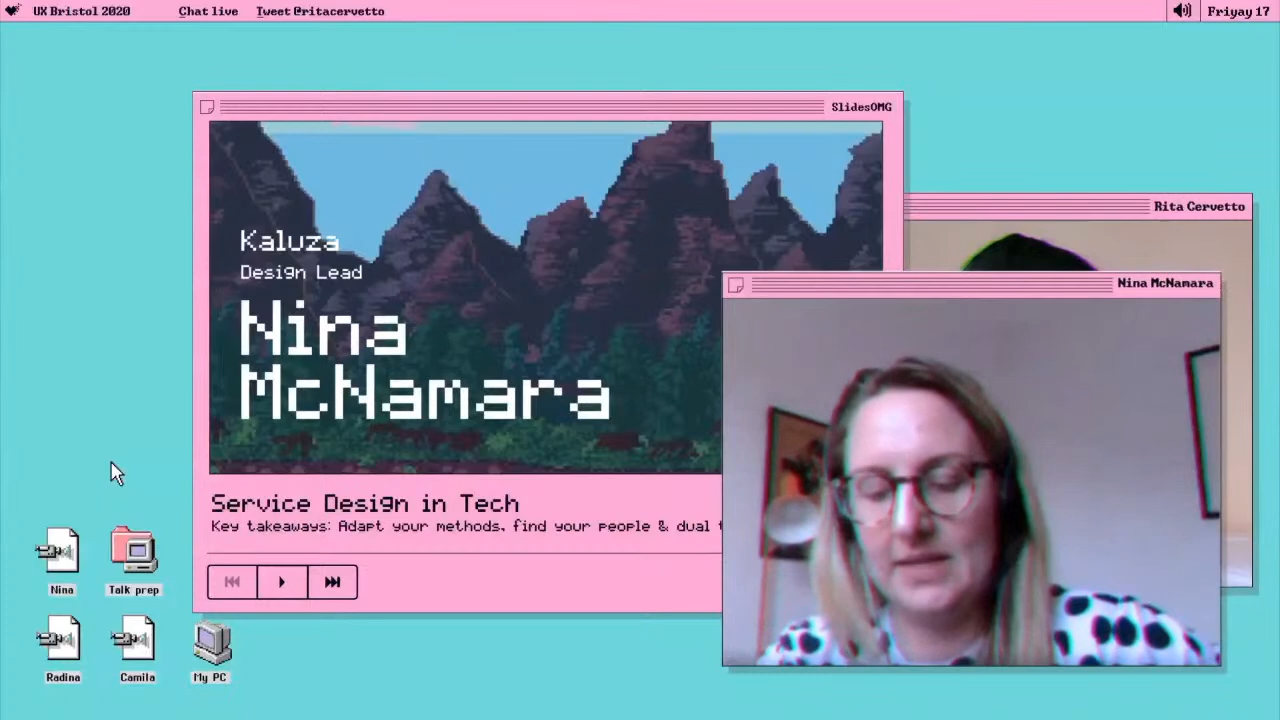 UX Bristol 2020 Chat live Tweet @ritacervetto Friyay 17
SlidesOMG
Kaluza
Design Lead
Nina
McNamara
Service Design in Tech
Key takeaways: Adapt your methods, find your people & dual
Rita Cervetto
Nina McNamara
Nina
Talk prep
Radina
Camila
My PC